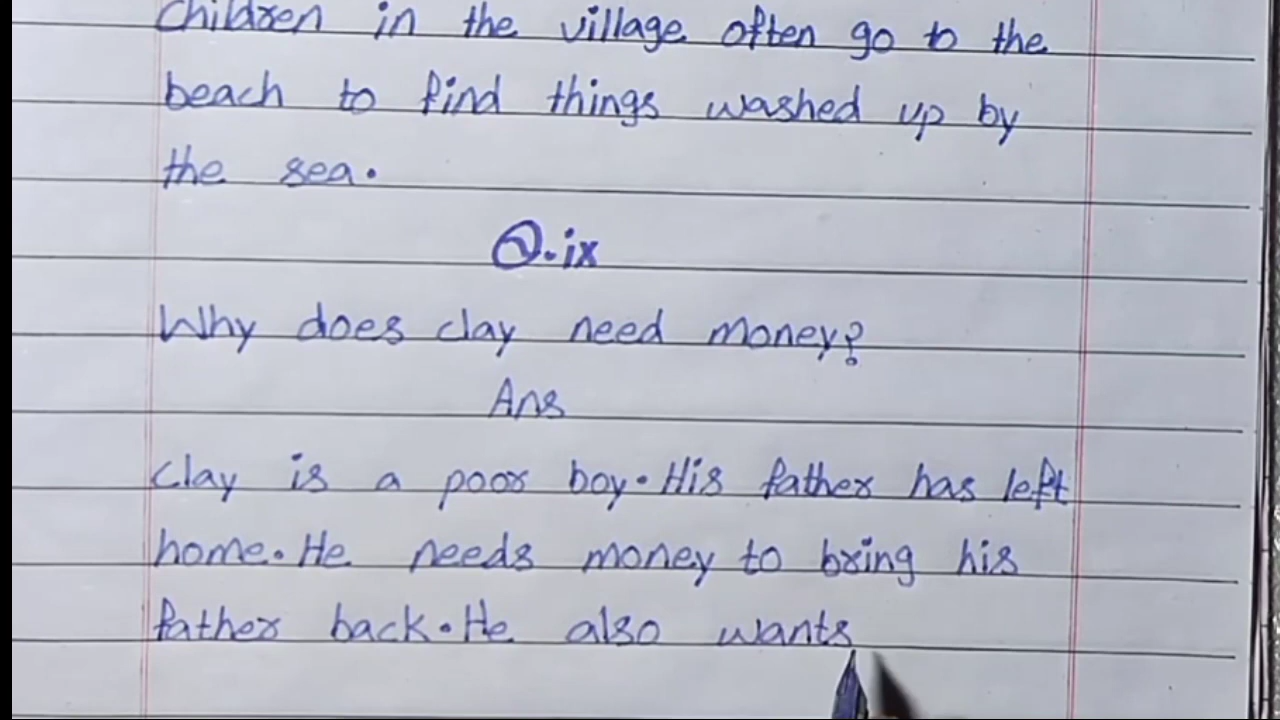 Children in the village often go to the
beach to find things washed up by
the sea.
Q.ix
Why does clay need money?
Ans
Clay is a poor boy. His father has left
home. He needs money to bring his
father back. He also wants